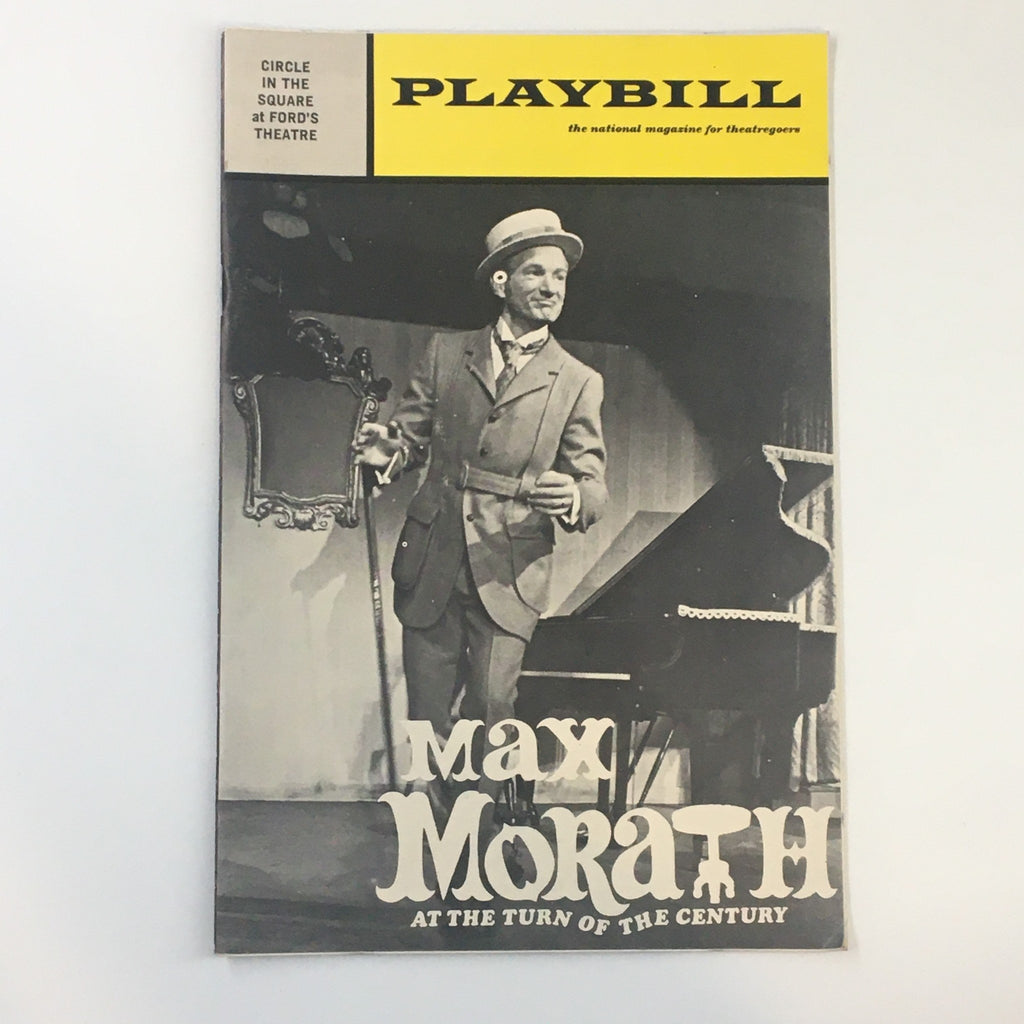 CIRCLE
IN THE
SQUARE
at FORD'S
THEATRE
PLAYBILL
the national magazine for theatregoers
Max
MORaTH
AT THE TURN OF THE CENTURY